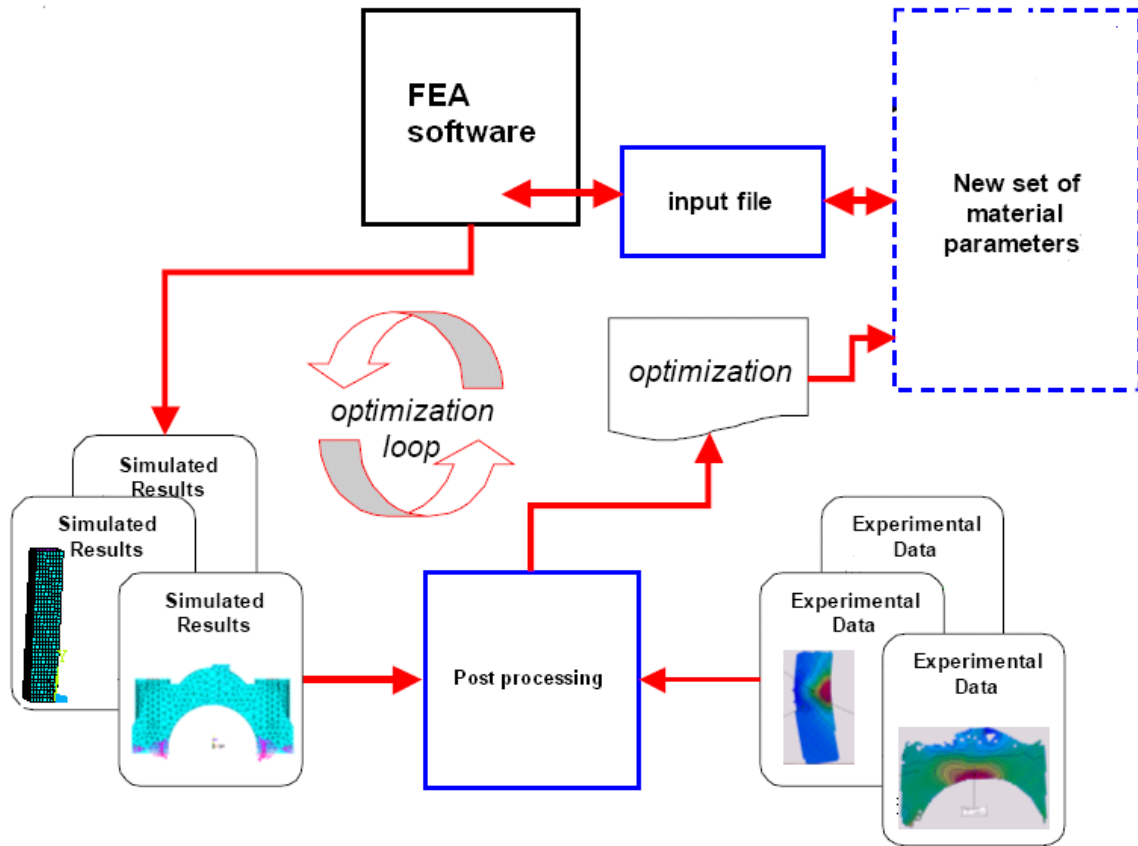 FEA
software
input file
New set of
material
parameters
optimization
optimization
loop
Simulated
Results
Simulated
Results
Simulated
Results
Post processing
Experimental
Data
Experimental
Data
Experimental
Data